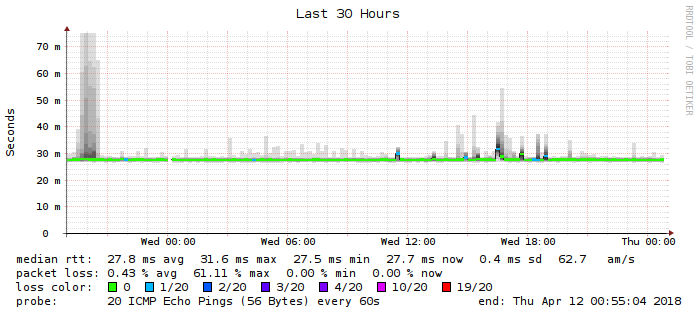 Last 30 Hours
RRDTOOL / TOBI OETIKER
Seconds
70 m
60 m
50 m
40 m
30 m
20 m
10 m
0
Wed 00:00 Wed 06:00 Wed 12:00 Wed 18:00 Thu 00:00
median rtt: 27.8 ms avg 31.6 ms max 27.5 ms min 27.7 ms now 0.4 ms sd 62.7 am/s
packet loss: 0.43 % avg 61.11 % max 0.00 % min 0.00 % now
loss color: 0 1/20 2/20 3/20 4/20 10/20 19/20
probe: 20 ICMP Echo Pings (56 Bytes) every 60s end: Thu Apr 12 00:55:04 2018